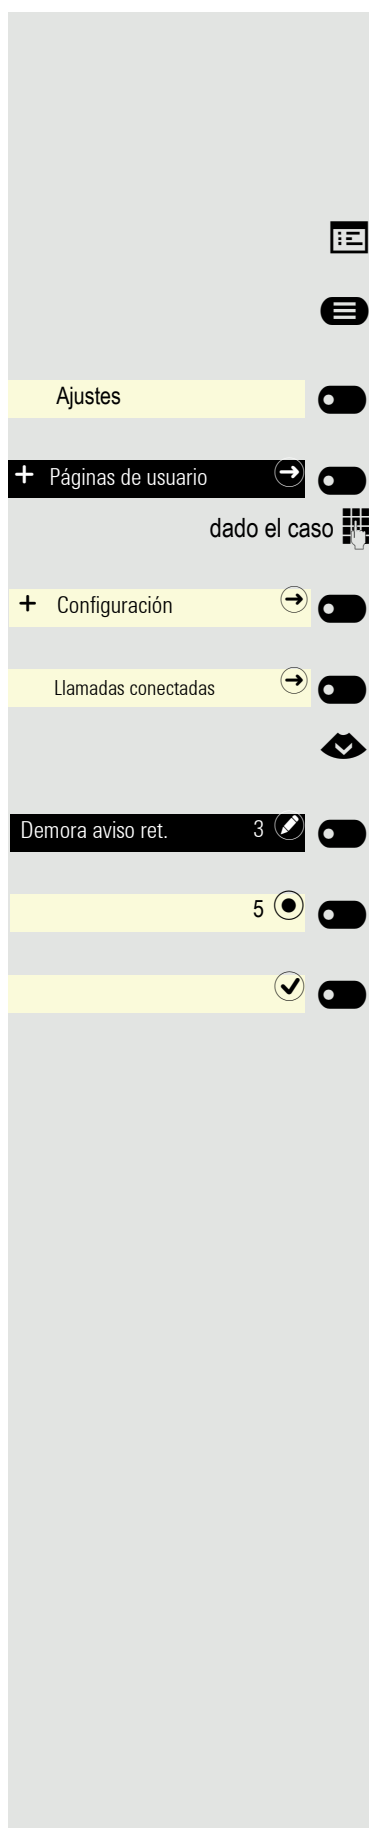 Ajustes
+ Páginas de usuario
dado el caso
+ Configuración
Llamadas conectadas
Demora aviso ret. 3
5